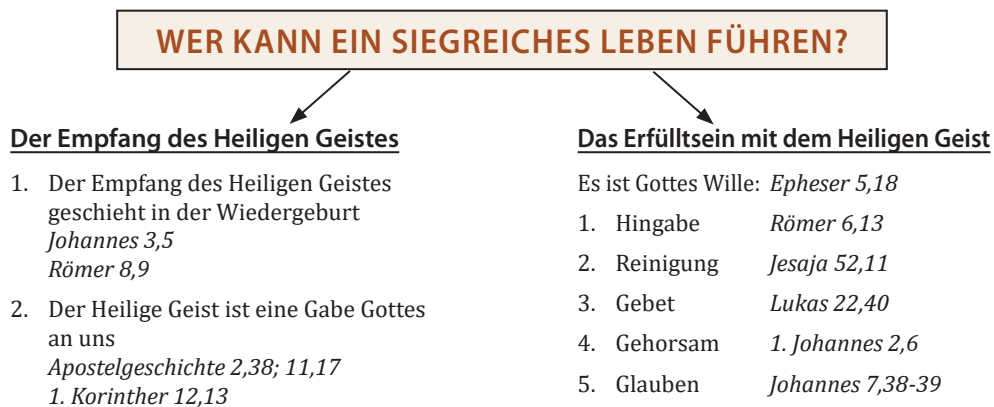 WER KANN EIN SIEGREICHES LEBEN FÜHREN?
Der Empfang des Heiligen Geistes
1. Der Empfang des Heiligen Geistes
geschieht in der Wiedergeburt
Johannes 3,5
Römer 8,9
2. Der Heilige Geist ist eine Gabe Gottes
an uns
Apostelgeschichte 2,38; 11,17
1. Korinther 12,13
Das Erfülltsein mit dem Heiligen Geist
Es ist Gottes Wille: Epheser 5,18
1. Hingabe Römer 6,13
2. Reinigung Jesaja 52,11
3. Gebet Lukas 22,40
4. Gehorsam 1. Johannes 2,6
5. Glauben Johannes 7,38-39